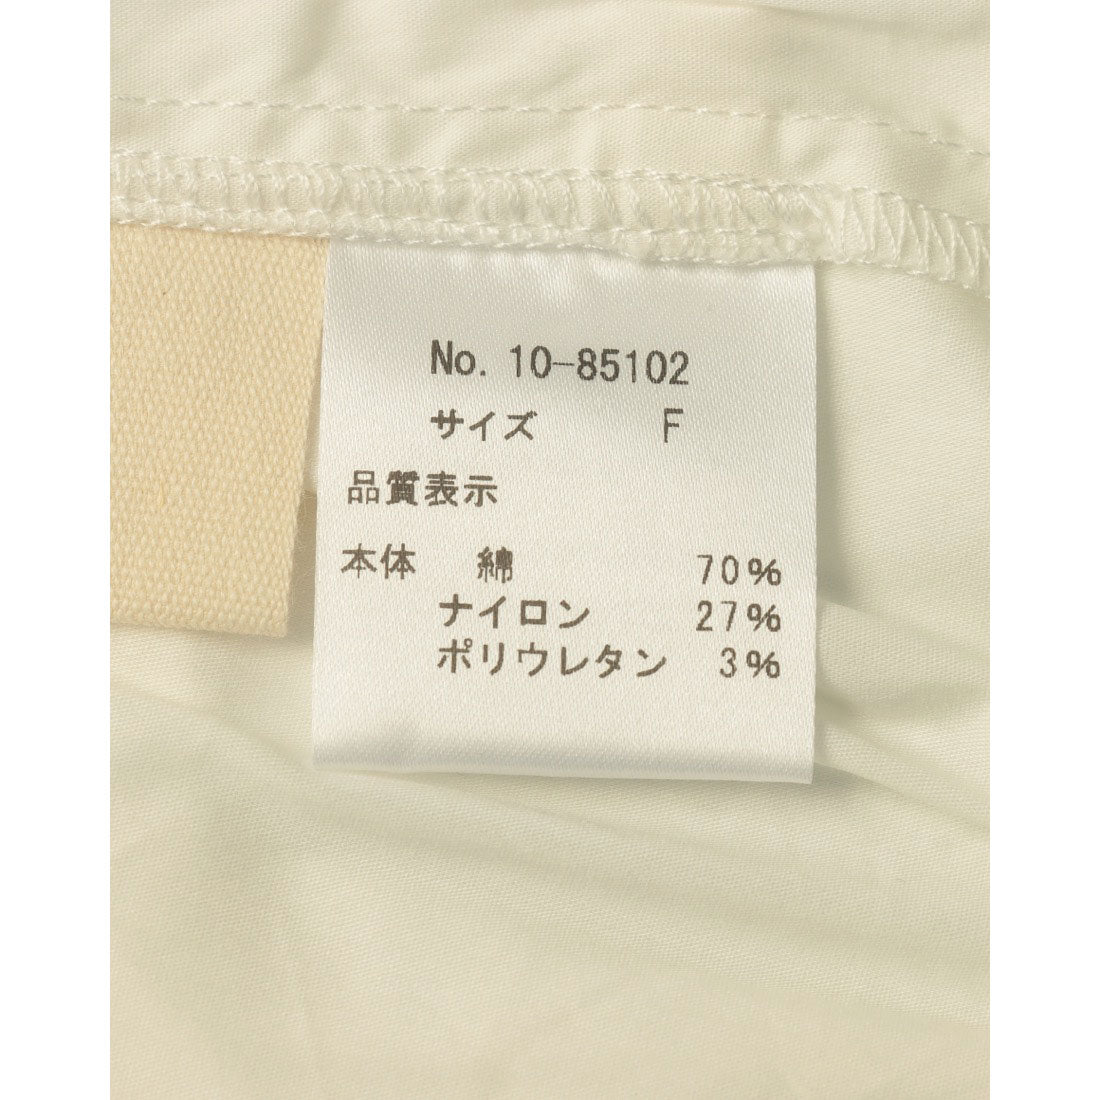 No. 10-85102
サイズ F
品質表示
本体 綿 70%
ナイロン 27%
ポリウレタン 3%